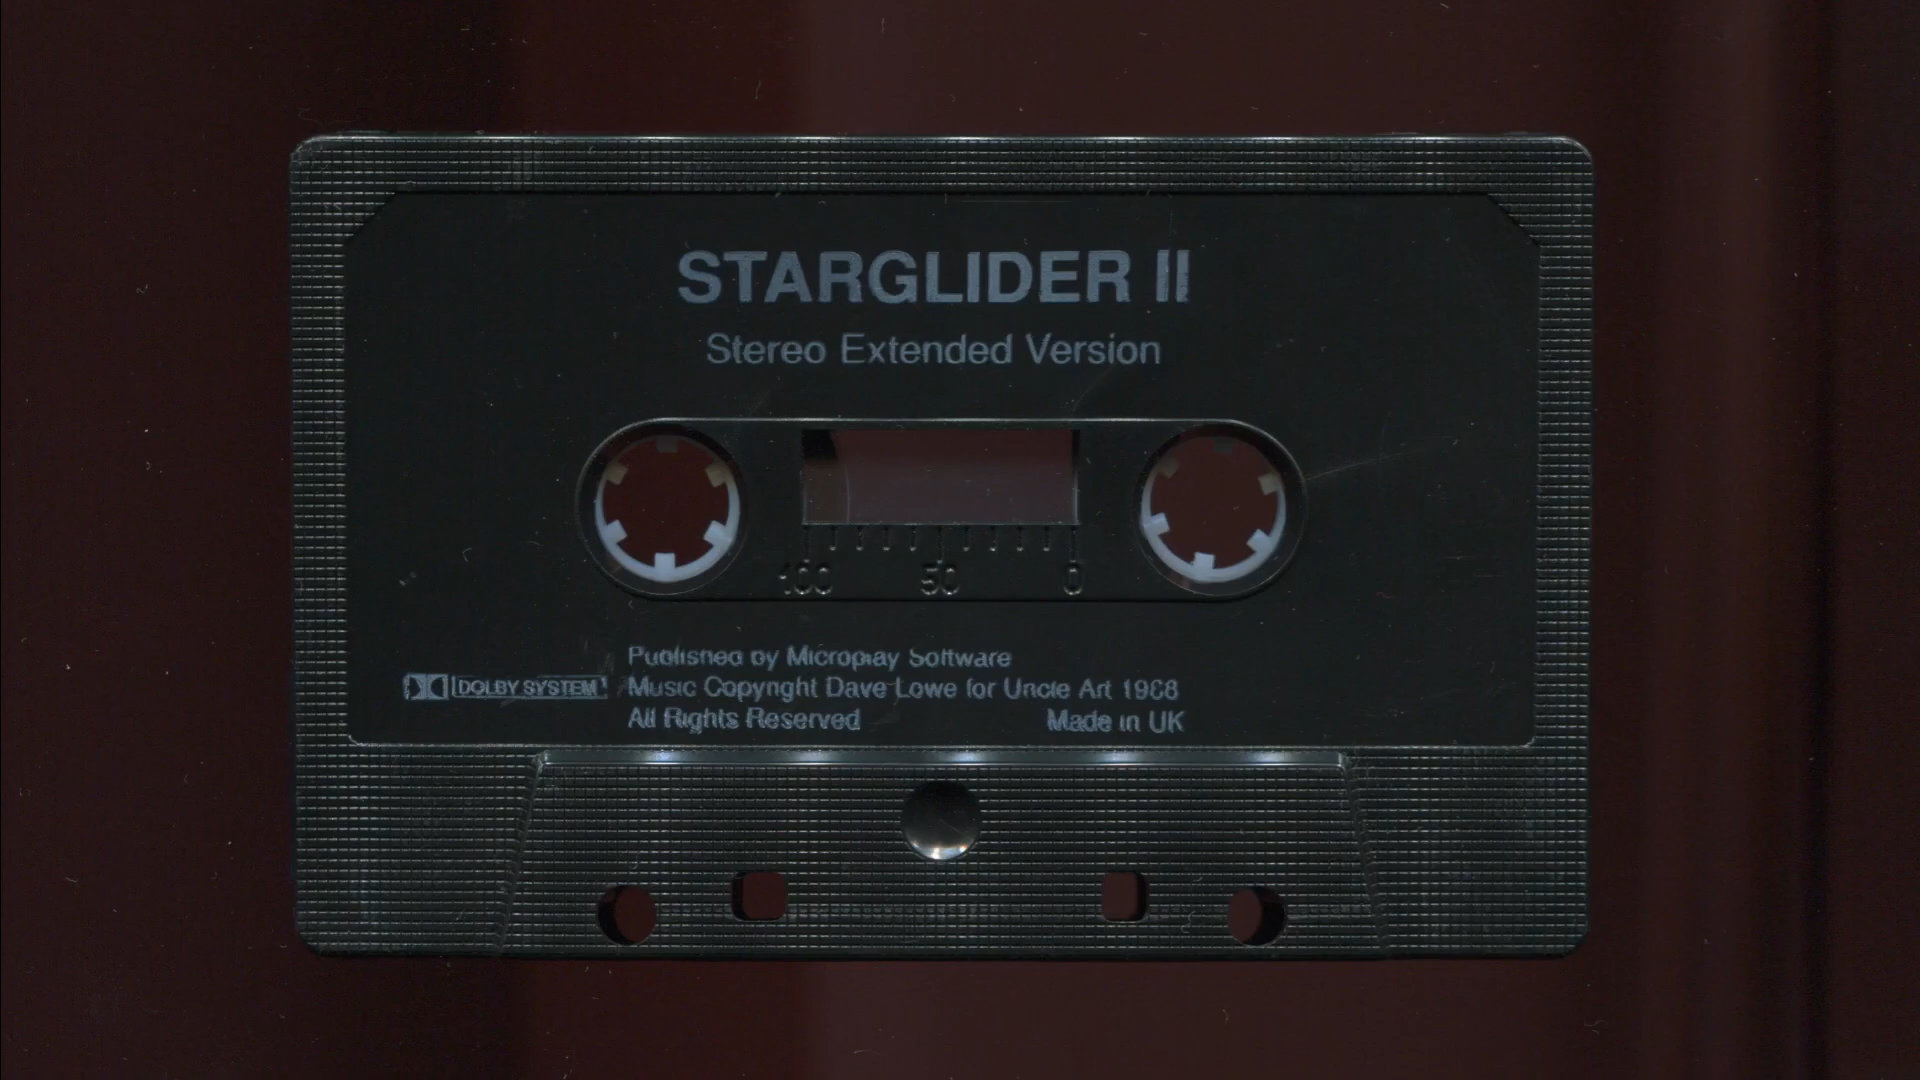 STARGLIDER II
Stereo Extended Version
100 50 0
Published by Microplay Software
DOLBY SYSTEM
Music Copyright Dave Lowe for Uncle Art 1988
All Rights Reserved Made in UK